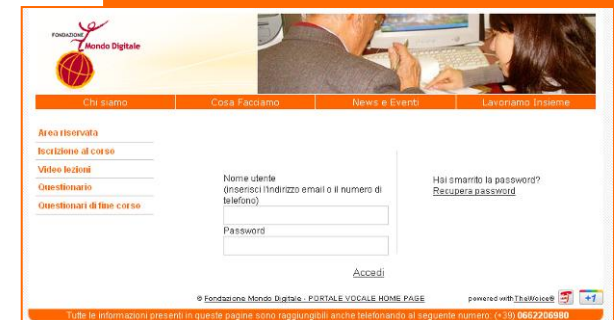 FONDAZIONE
Mondo Digitale
Chi siamo
Cosa Facciamo
News e Eventi
Lavoriamo Insieme
Area riservata
Iscrizione al corso
Video lezioni
Questionario
Questionari di fine corso
Nome utente
(inserisci l'indirizzo email o il numero di
telefono)
Password
Accedi
Hai smarrito la password?
Recupera password
© Fondazione Mondo Digitale - PORTALE VOCALE HOME PAGE
powered with TheWoice®
+1
Tutte le informazioni presenti in queste pagine sono raggiungibili anche telefonando al seguente numero: (+39) 0662206980